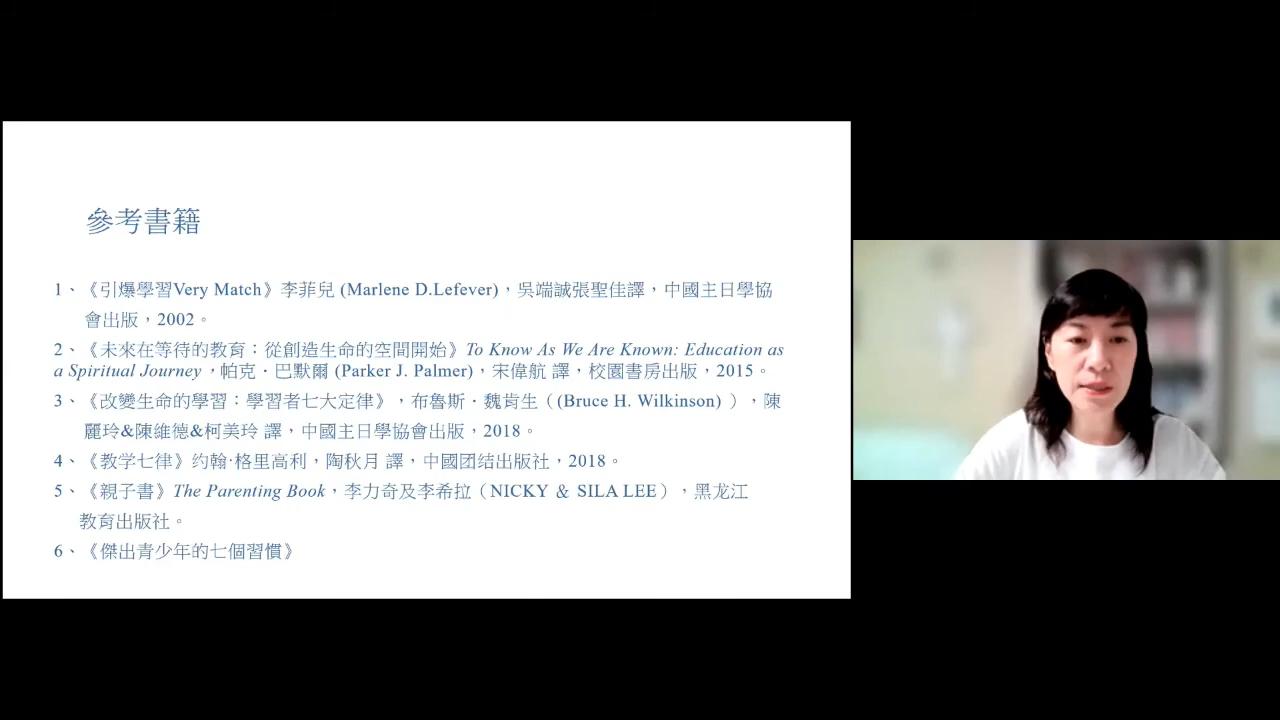 參考書籍
1、《引爆學習Very Match》李菲兒 (Marlene D.Lefever)，吳端誠張聖佳譯，中國主日學協
會出版，2002。
2、《未來在等待的教育：從創造生命的空間開始》To Know As We Are Known: Education as
a Spiritual Journey，帕克．巴默爾 (Parker J. Palmer)，宋偉航 譯，校園書房出版，2015。
3、《改變生命的學習：學習者七大定律》，布魯斯．魏肯生（(Bruce H. Wilkinson) ），陳
麗玲&陳維德&柯美玲 譯，中國主日學協會出版，2018。
4、《教学七律》约翰·格里高利，陶秋月 譯，中國团结出版社，2018。
5、《親子書》The Parenting Book，李力奇及李希拉（NICKY ＆ SILA LEE），黑龙江
教育出版社。
6、《傑出青少年的七個習慣》